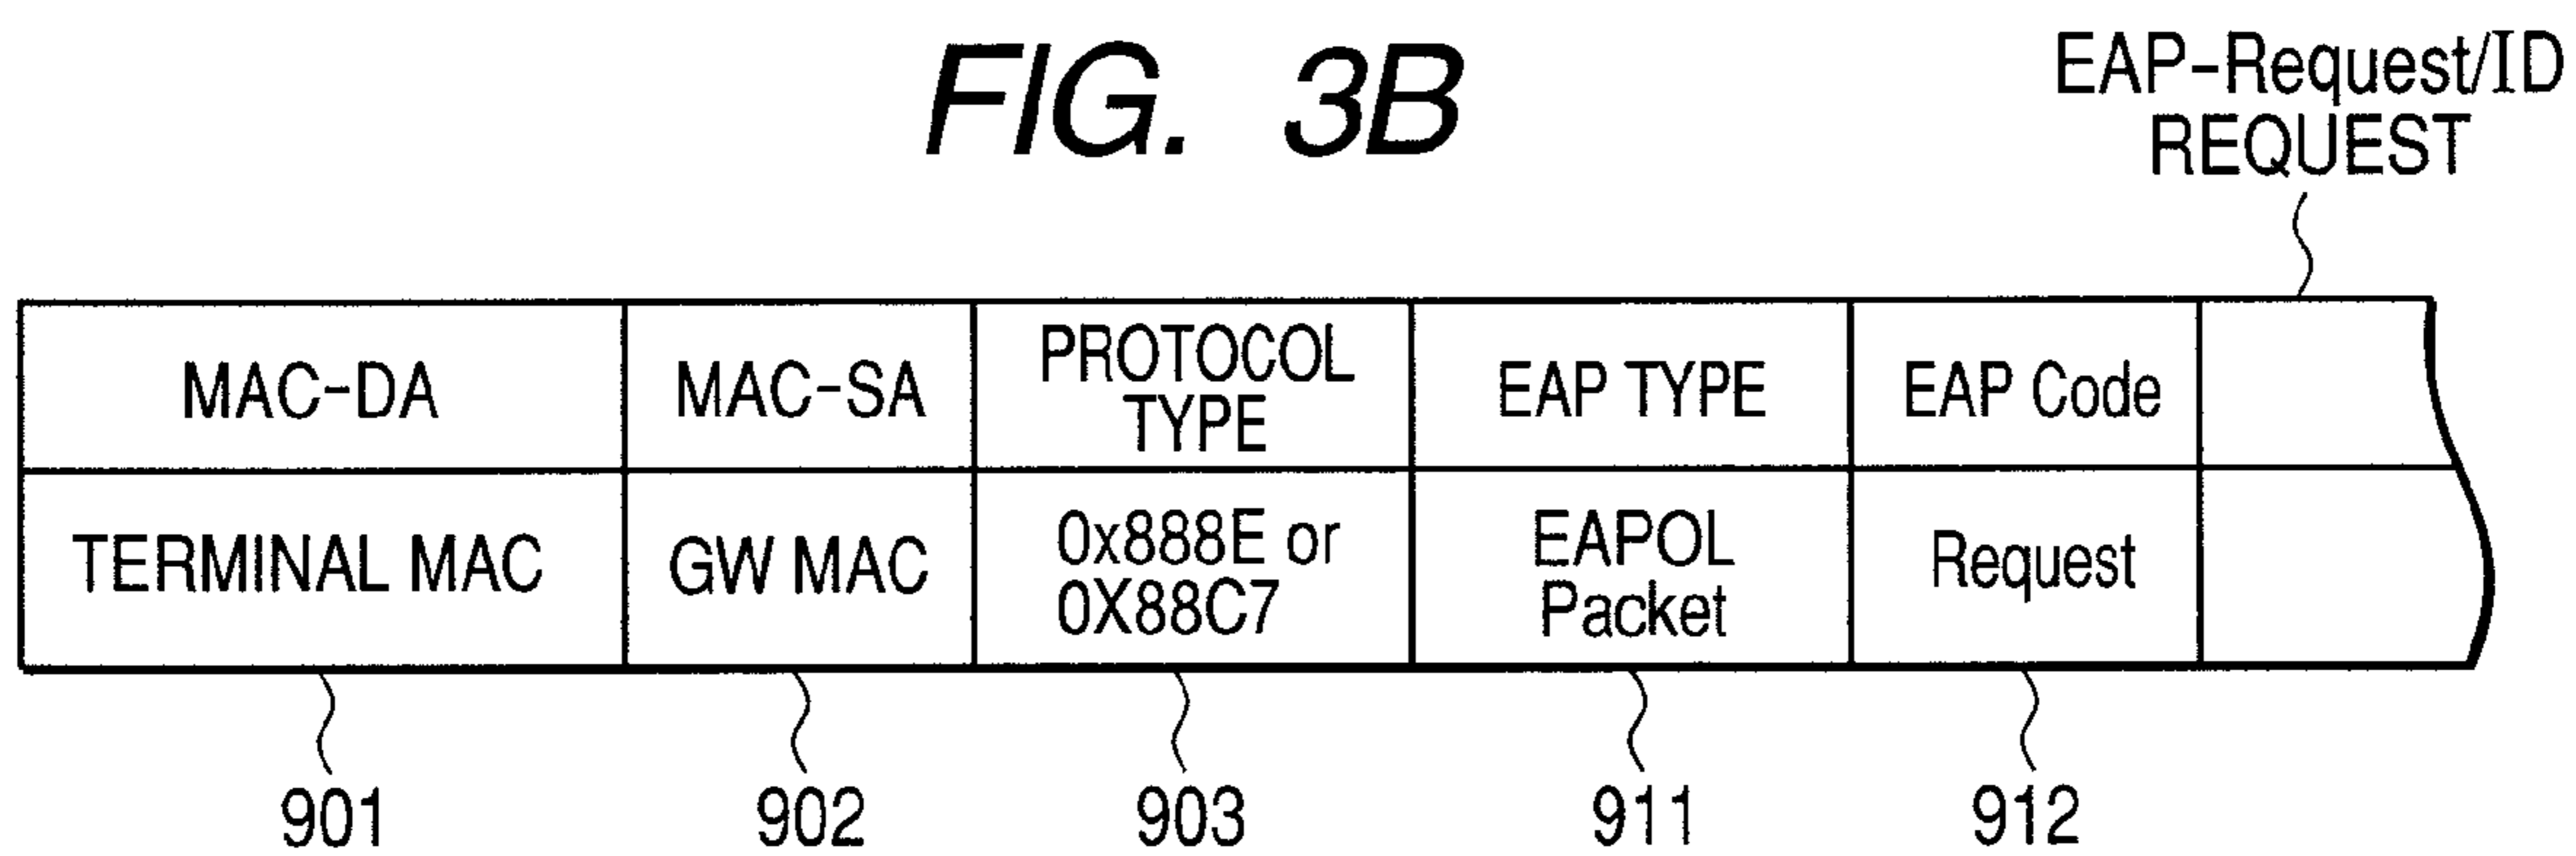 FIG. 3B
EAP-Request/ID
REQUEST
MAC-DA
MAC-SA
PROTOCOL
TYPE
EAP TYPE
EAP Code
TERMINAL MAC
GW MAC
0x888E or
0X88C7
EAPOL
Packet
Request
901
902
903
911
912